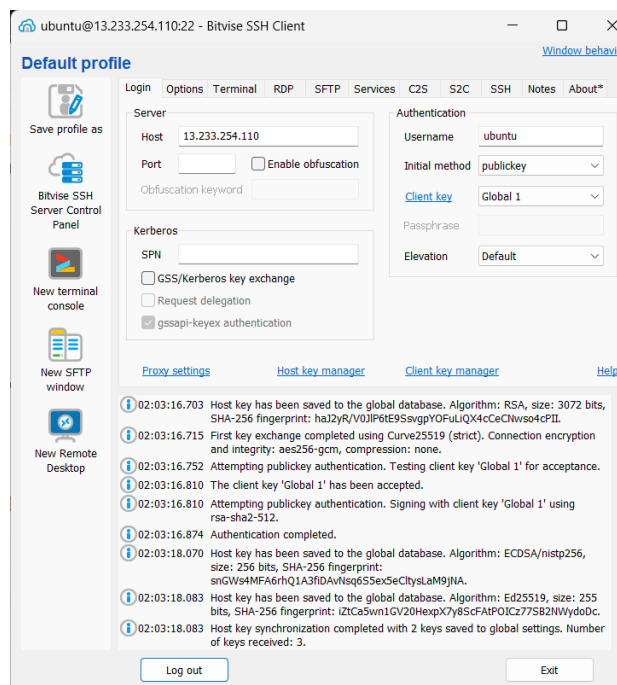 ubuntu@13.233.254.110:22 - Bitvise SSH Client
Default profile
Window behavi
Save profile as
Bitvise SSH
Server Control
Panel
New terminal
console
New SFTP
window
New Remote
Desktop
Login Options Terminal RDP SFTP Services C2S S2C SSH Notes About*
Server
Host 13.233.254.110
Port Enable obfuscation
Obfuscation keyword
Kerberos
SPN
GSS/Kerberos key exchange
Request delegation
gssapi-keyex authentication
Authentication
Username ubuntu
Initial method publickey
Client key Global 1
Passphrase
Elevation Default
Proxy settings Host key manager Client key manager Help
02:03:16.703 Host key has been saved to the global database. Algorithm: RSA, size: 3072 bits,
SHA-256 fingerprint: haJ2yR/V0JlP6tE9SsvgpYOFuLiQX4cCeCNwso4cPII.
02:03:16.715 First key exchange completed using Curve25519 (strict). Connection encryption
and integrity: aes256-gcm, compression: none.
02:03:16.752 Attempting publickey authentication. Testing client key 'Global 1' for acceptance.
02:03:16.810 The client key 'Global 1' has been accepted.
02:03:16.810 Attempting publickey authentication. Signing with client key 'Global 1' using
rsa-sha2-512.
02:03:16.874 Authentication completed.
02:03:18.070 Host key has been saved to the global database. Algorithm: ECDSA/nistp256,
size: 256 bits, SHA-256 fingerprint:
snGWs4MFA6rhQ1A3fiDAvNsq6S5ex5eCltysLaM9jNA.
02:03:18.083 Host key has been saved to the global database. Algorithm: Ed25519, size: 255
bits, SHA-256 fingerprint: iZtCa5wn1GV20HexpX7y8ScFAtPOICz77SB2NWydoDc.
02:03:18.083 Host key synchronization completed with 2 keys saved to global settings. Number
of keys received: 3.
Log out Exit